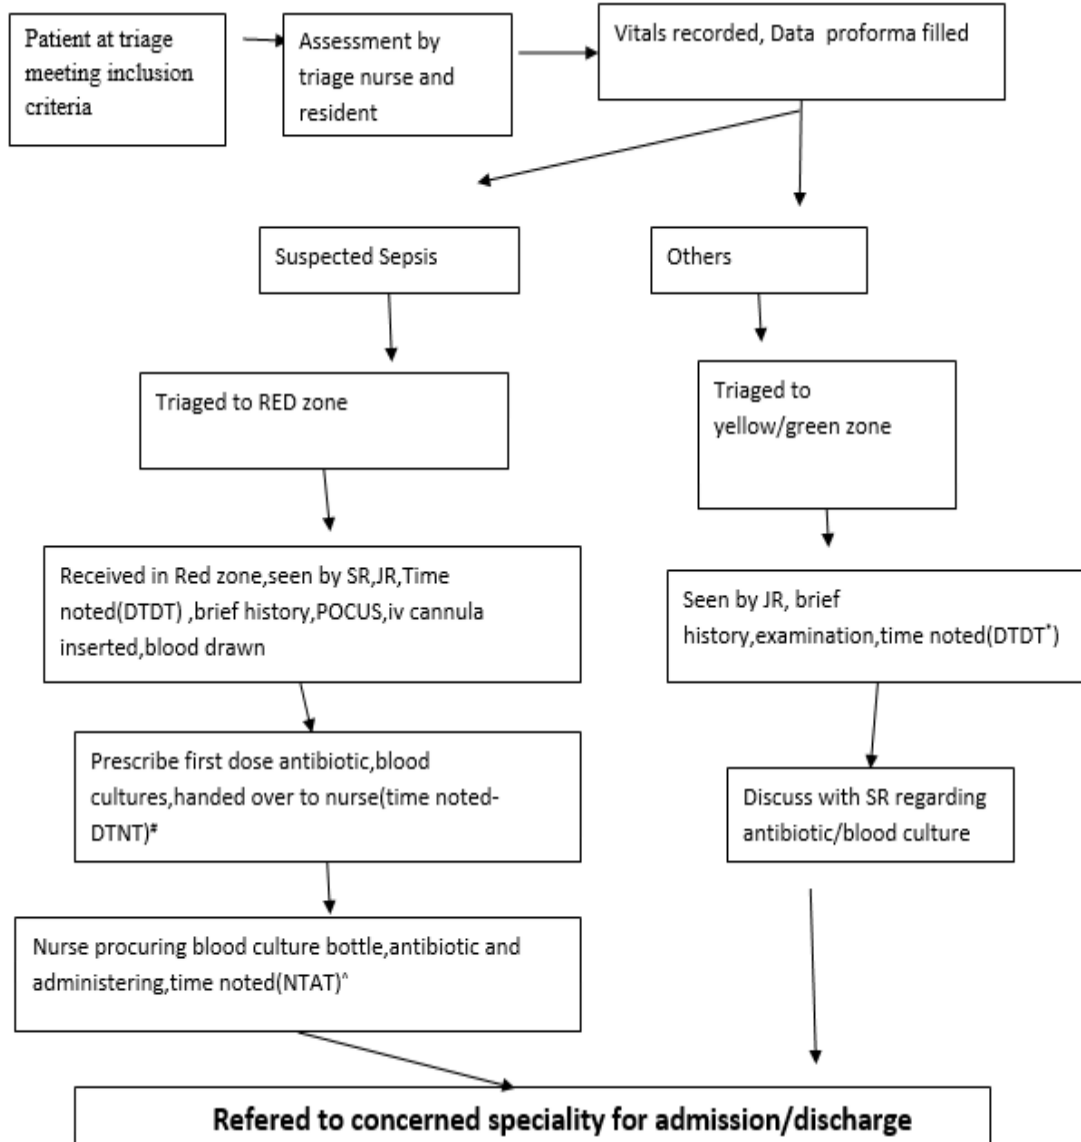 Patient at triage
meeting inclusion
criteria
Assessment by
triage nurse and
resident
Vitals recorded, Data proforma filled
Suspected Sepsis
Others
Triaged to RED zone
Triaged to
yellow/green zone
Received in Red zone,seen by SR,JR,Time
noted(DTDT) ,brief history,POCUS,iv cannula
inserted,blood drawn
Seen by JR, brief
history,examination,time noted(DTDT*)
Prescribe first dose antibiotic,blood
cultures,handed over to nurse(time noted-
DTNT)#
Discuss with SR regarding
antibiotic/blood culture
Nurse procuring blood culture bottle,antibiotic and
administering,time noted(NTAT)^
Refered to concerned speciality for admission/discharge